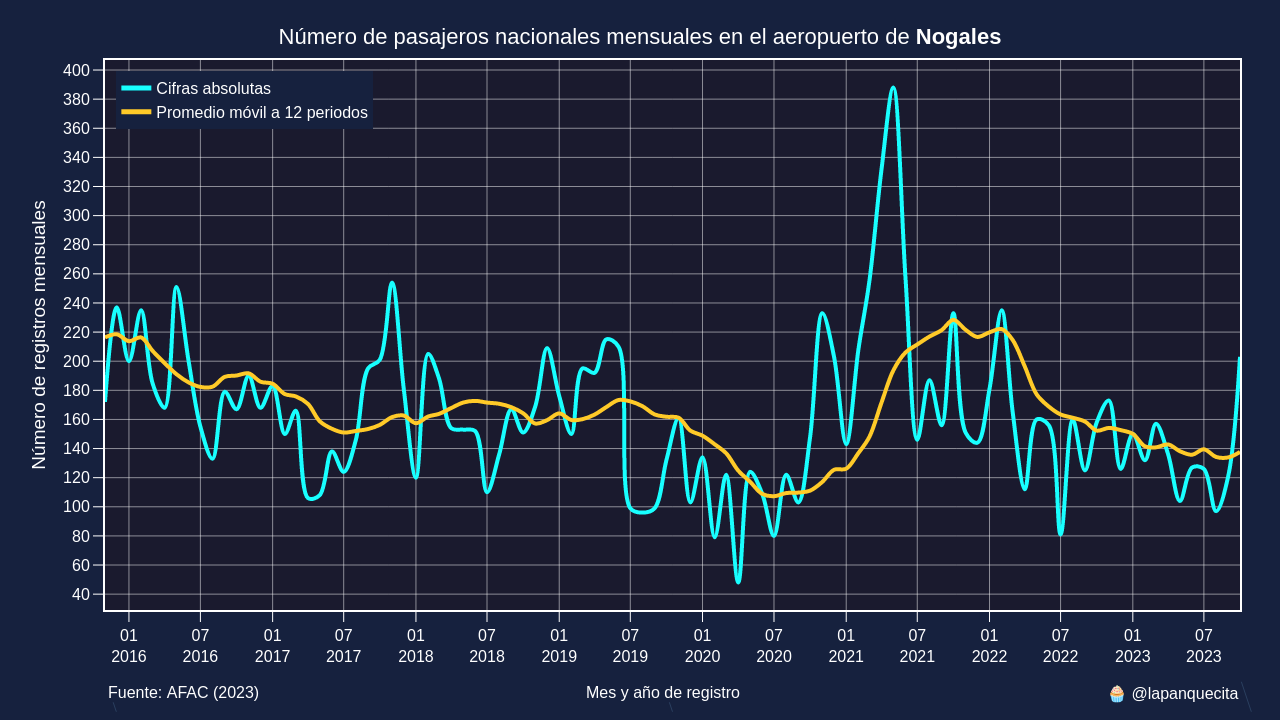 Número de pasajeros nacionales mensuales en el aeropuerto de Nogales
Cifras absolutas
Promedio móvil a 12 periodos
Número de registros mensuales
400
380
360
340
320
300
280
260
240
220
200
180
160
140
120
100
80
60
40
01 07 01 07 01 07 01 07 01 07 01 07 01 07 01 07
2016 2016 2017 2017 2018 2018 2019 2019 2020 2020 2021 2021 2022 2022 2023 2023
Fuente: AFAC (2023)
Mes y año de registro
🧁 @lapanquecita